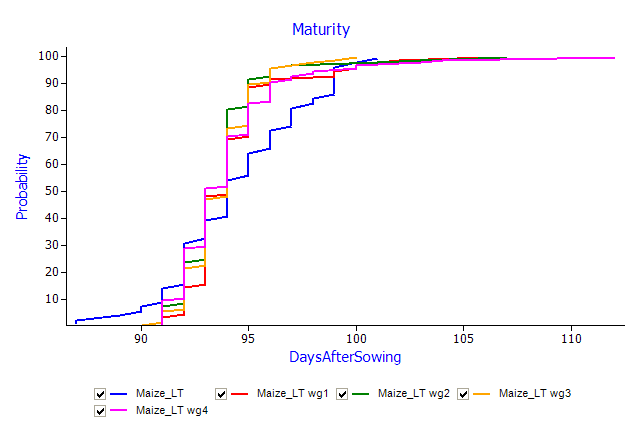 Maturity
100
90
80
70
60
50
40
30
20
10
Probability
90 95 100 105 110
DaysAfterSowing
Maize_LT Maize_LT wg1 Maize_LT wg2 Maize_LT wg3
Maize_LT wg4